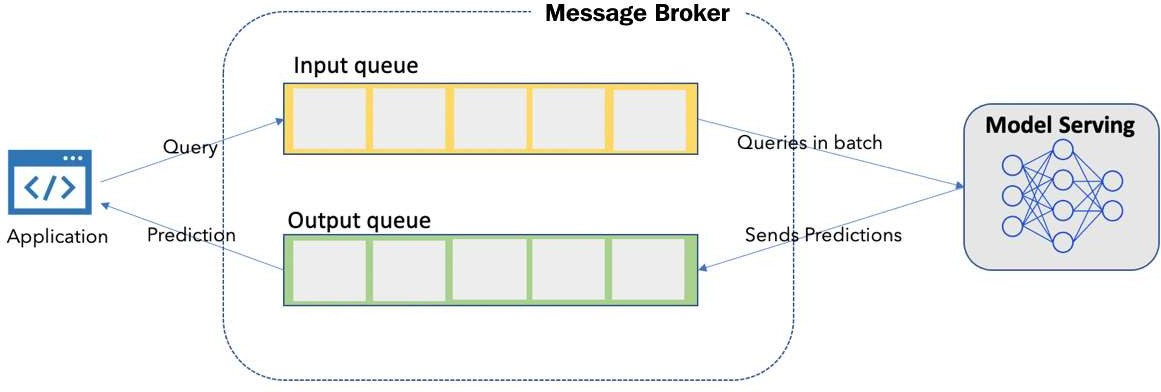 Message Broker
Input queue
Query
Queries in batch
Model Serving
</>
Application
Output queue
Prediction
Sends Predictions